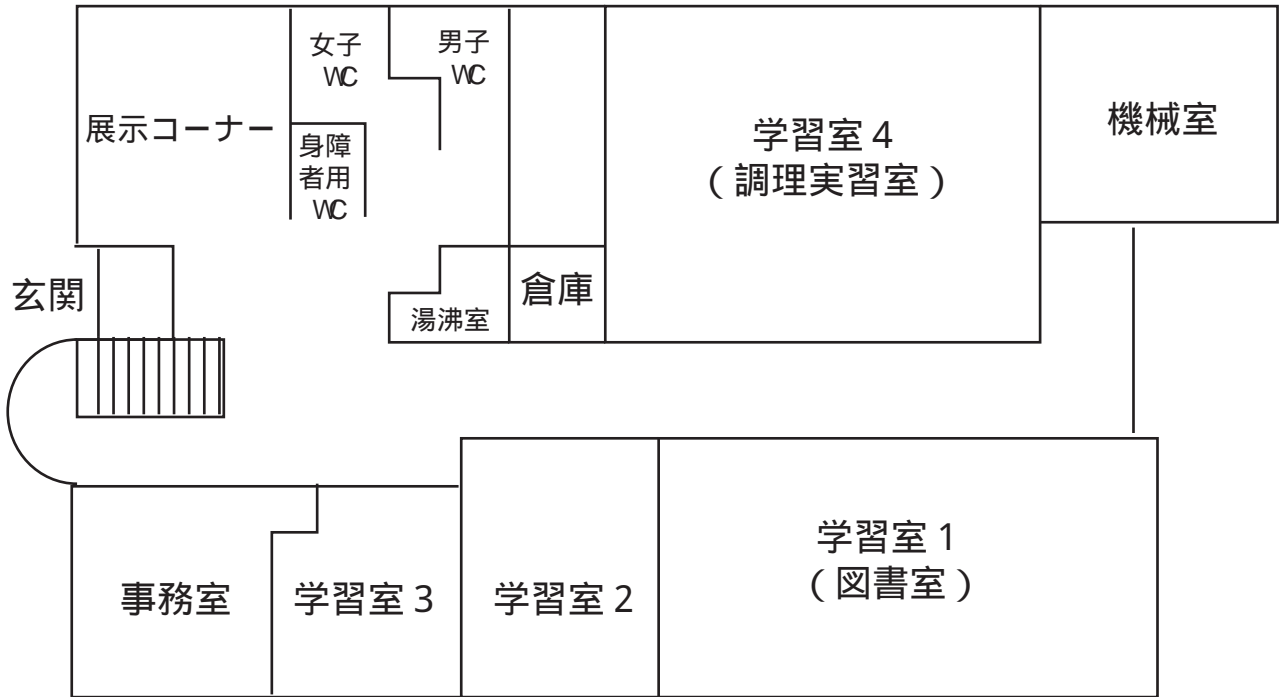 女子
WC
男子
WC
展示コーナー
身障
者用
WC
学習室 4
(調理実習室)
機械室
玄関
湯沸室
倉庫
事務室
学習室 3
学習室 2
学習室 1
(図書室)